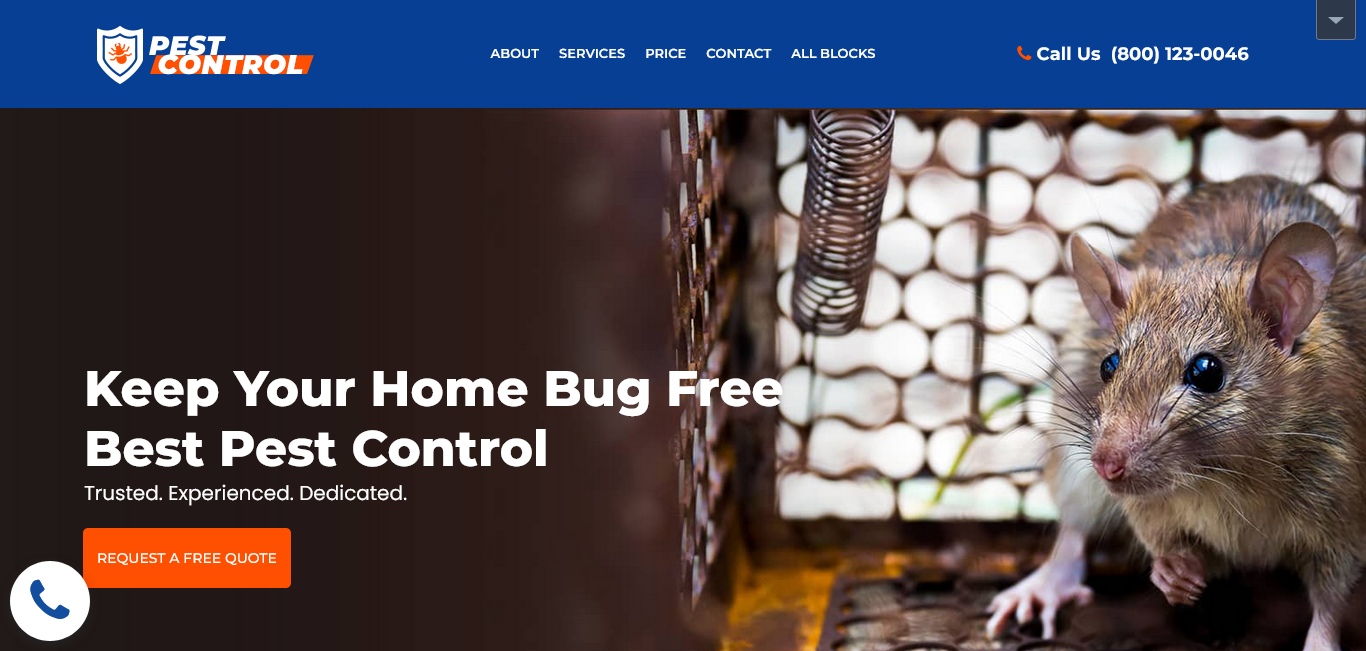 PEST
CONTROL
ABOUT SERVICES PRICE CONTACT ALL BLOCKS
Call Us (800) 123-0046
Keep Your Home Bug Free
Best Pest Control
Trusted. Experienced. Dedicated.
REQUEST A FREE QUOTE